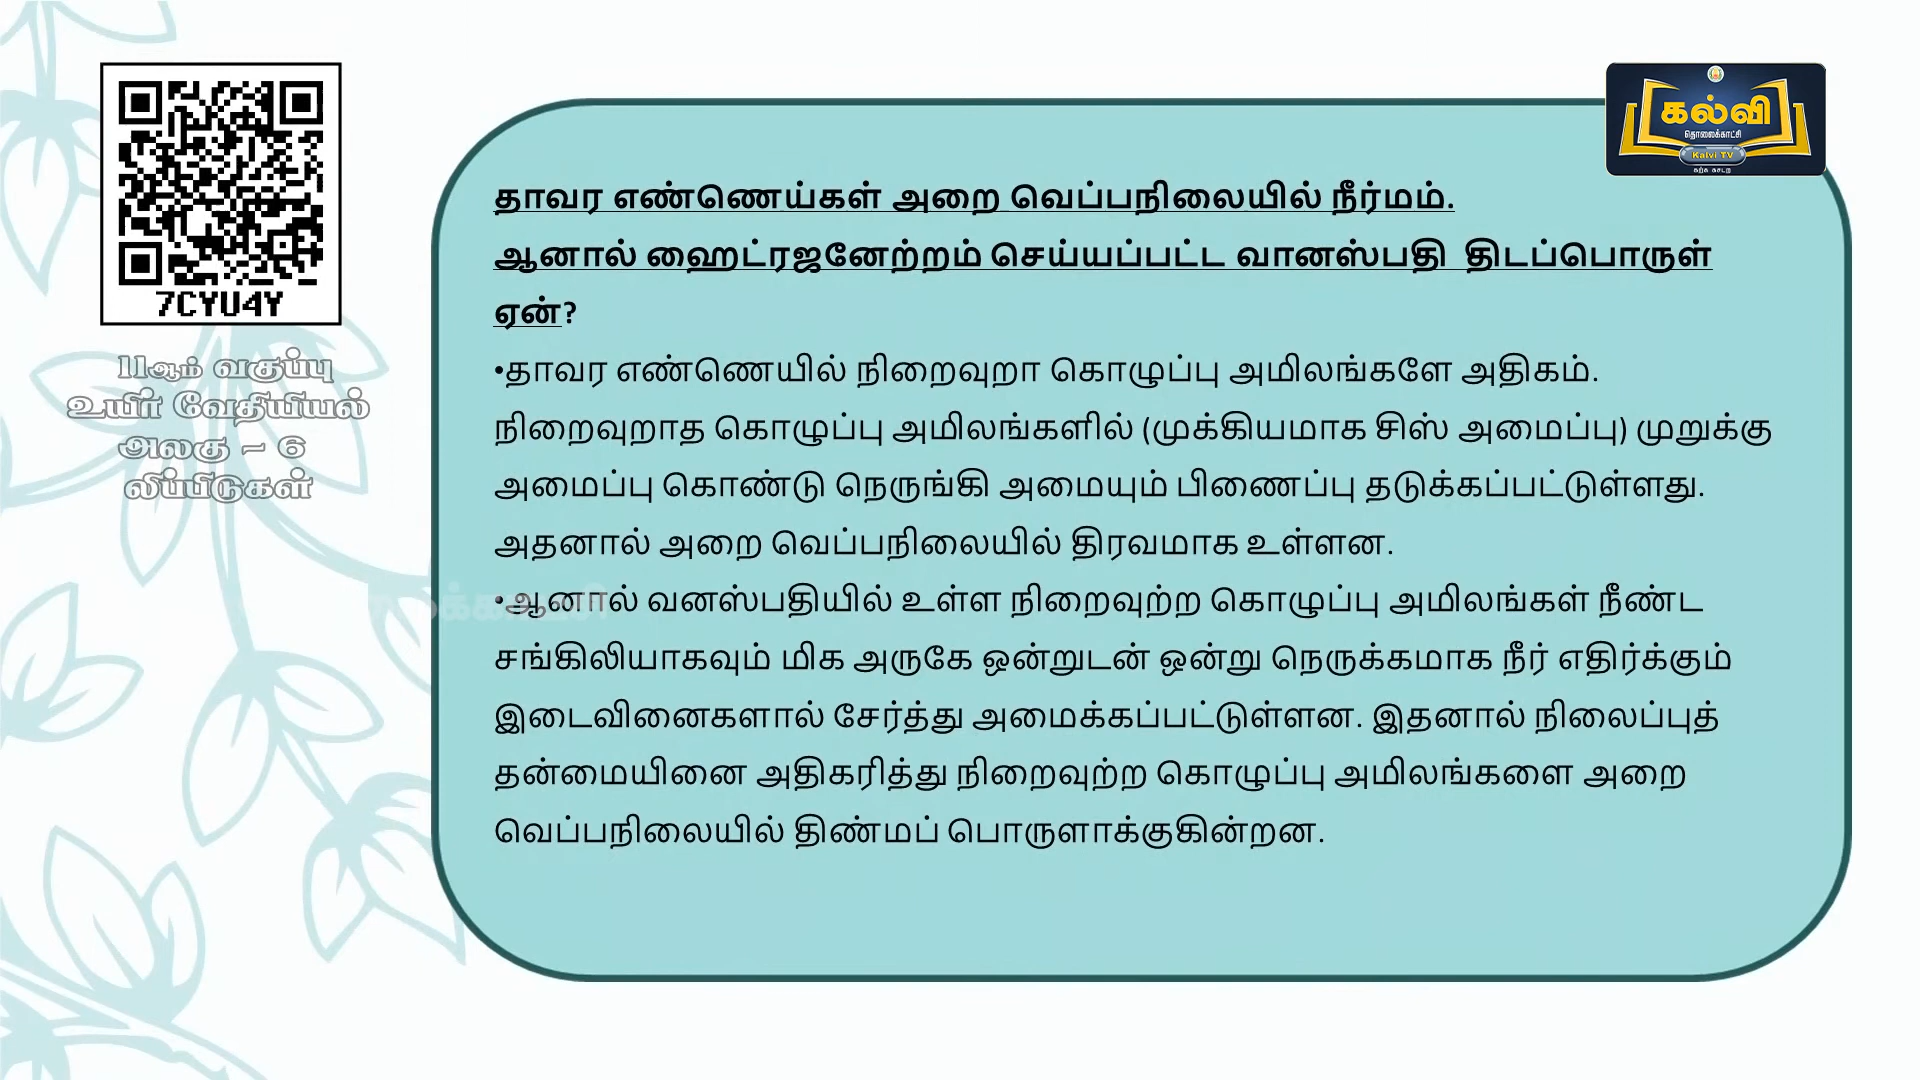 7CYU4Y
11ஆம் வகுப்பு
உயிர் வேதியியல்
அலகு – 6
லிப்பிடுகள்
கல்வி
தொலைக்காட்சி
Kalvi TV
கற்க கசடற
தாவர எண்ணெய்கள் அறை வெப்பநிலையில் நீர்மம்.
ஆனால் ஹைட்ரஜனேற்றம் செய்யப்பட்ட வானஸ்பதி திடப்பொருள்
ஏன்?
•தாவர எண்ணெயில் நிறைவுறா கொழுப்பு அமிலங்களே அதிகம்.
நிறைவுறாத கொழுப்பு அமிலங்களில் (முக்கியமாக சிஸ் அமைப்பு) முறுக்கு
அமைப்பு கொண்டு நெருங்கி அமையும் பிணைப்பு தடுக்கப்பட்டுள்ளது.
அதனால் அறை வெப்பநிலையில் திரவமாக உள்ளன.
•ஆனால் வனஸ்பதியில் உள்ள நிறைவுற்ற கொழுப்பு அமிலங்கள் நீண்ட
சங்கிலியாகவும் மிக அருகே ஒன்றுடன் ஒன்று நெருக்கமாக நீர் எதிர்க்கும்
இடைவினைகளால் சேர்த்து அமைக்கப்பட்டுள்ளன. இதனால் நிலைப்புத்
தன்மையினை அதிகரித்து நிறைவுற்ற கொழுப்பு அமிலங்களை அறை
வெப்பநிலையில் திண்மப் பொருளாக்குகின்றன.